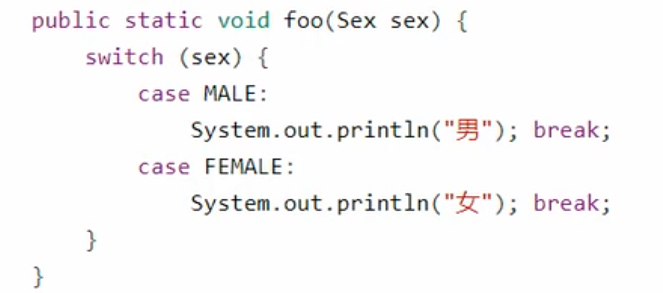 public static void foo(Sex sex) {
    switch (sex) {
        case MALE:
            System.out.println("男"); break;
        case FEMALE:
            System.out.println("女"); break;
    }
}